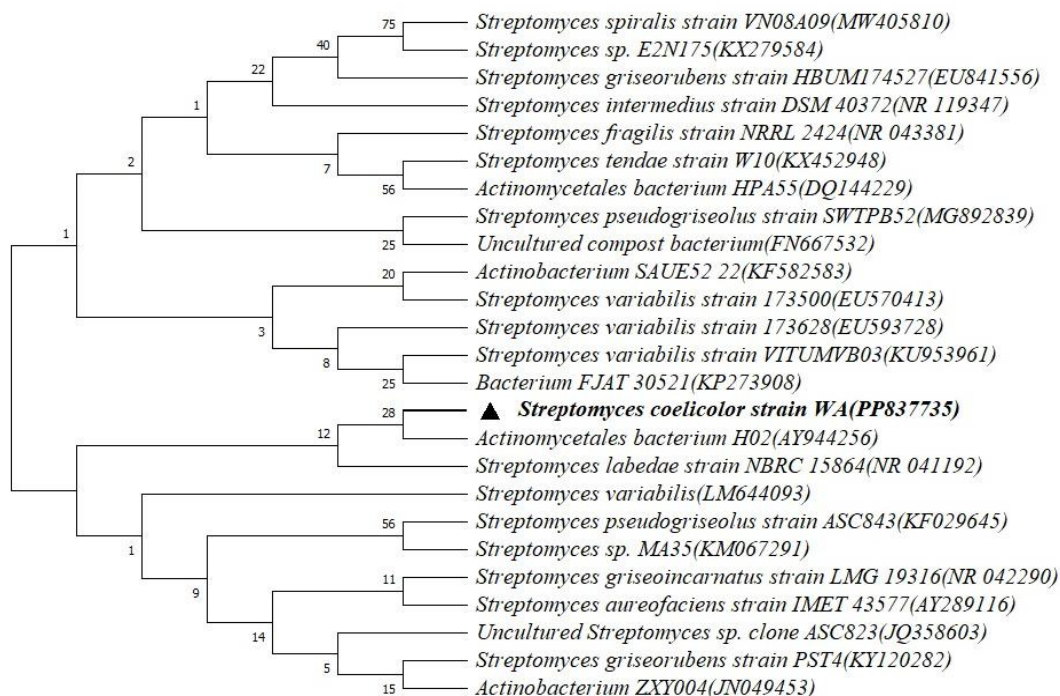 75
Streptomyces spiralis strain VN08A09(MW405810)
40
Streptomyces sp. E2N175(KX279584)
22
Streptomyces griseorubens strain HBUM174527(EU841556)
1
Streptomyces intermedius strain DSM 40372(NR 119347)
Streptomyces fragilis strain NRRL 2424(NR 043381)
2
7
Streptomyces tendae strain W10(KX452948)
56
Actinomycetales bacterium HPA55(DQ144229)
Streptomyces pseudogriseolus strain SWTPB52(MG892839)
1
25
Uncultured compost bacterium(FN667532)
20
Actinobacterium SAUE52 22(KF582583)
Streptomyces variabilis strain 173500(EU570413)
3
Streptomyces variabilis strain 173628(EU593728)
8
Streptomyces variabilis strain VITUMVB03(KU953961)
25
Bacterium FJAT 30521(KP273908)
28
Streptomyces coelicolor strain WA(PP837735)
12
Actinomycetales bacterium H02(AY944256)
Streptomyces labedae strain NBRC 15864(NR 041192)
Streptomyces variabilis(LM644093)
56
Streptomyces pseudogriseolus strain ASC843(KF029645)
1
Streptomyces sp. MA35(KM067291)
9
11
Streptomyces griseoincarnatus strain LMG 19316(NR 042290)
Streptomyces aureofaciens strain IMET 43577(AY289116)
14
Uncultured Streptomyces sp. clone ASC823(JQ358603)
5
Streptomyces griseorubens strain PST4(KY120282)
15
Actinobacterium ZXY004(JN049453)